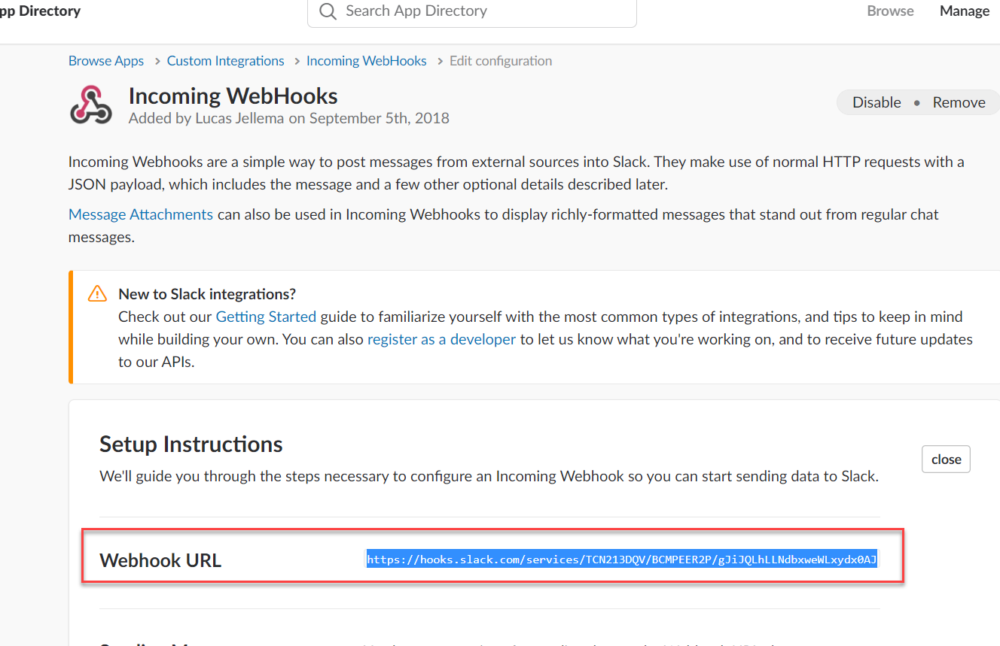 pp Directory
Search App Directory
Browse
Manage
Browse Apps > Custom Integrations > Incoming WebHooks > Edit configuration
Incoming WebHooks
Disable • Remove
Added by Lucas Jellema on September 5th, 2018
Incoming Webhooks are a simple way to post messages from external sources into Slack. They make use of normal HTTP requests with a
JSON payload, which includes the message and a few other optional details described later.
Message Attachments can also be used in Incoming Webhooks to display richly-formatted messages that stand out from regular chat
messages.
New to Slack integrations?
Check out our Getting Started guide to familiarize yourself with the most common types of integrations, and tips to keep in mind
while building your own. You can also register as a developer to let us know what you're working on, and to receive future updates
to our APIs.
Setup Instructions
close
We'll guide you through the steps necessary to configure an Incoming Webhook so you can start sending data to Slack.
Webhook URL
https://hooks.slack.com/services/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